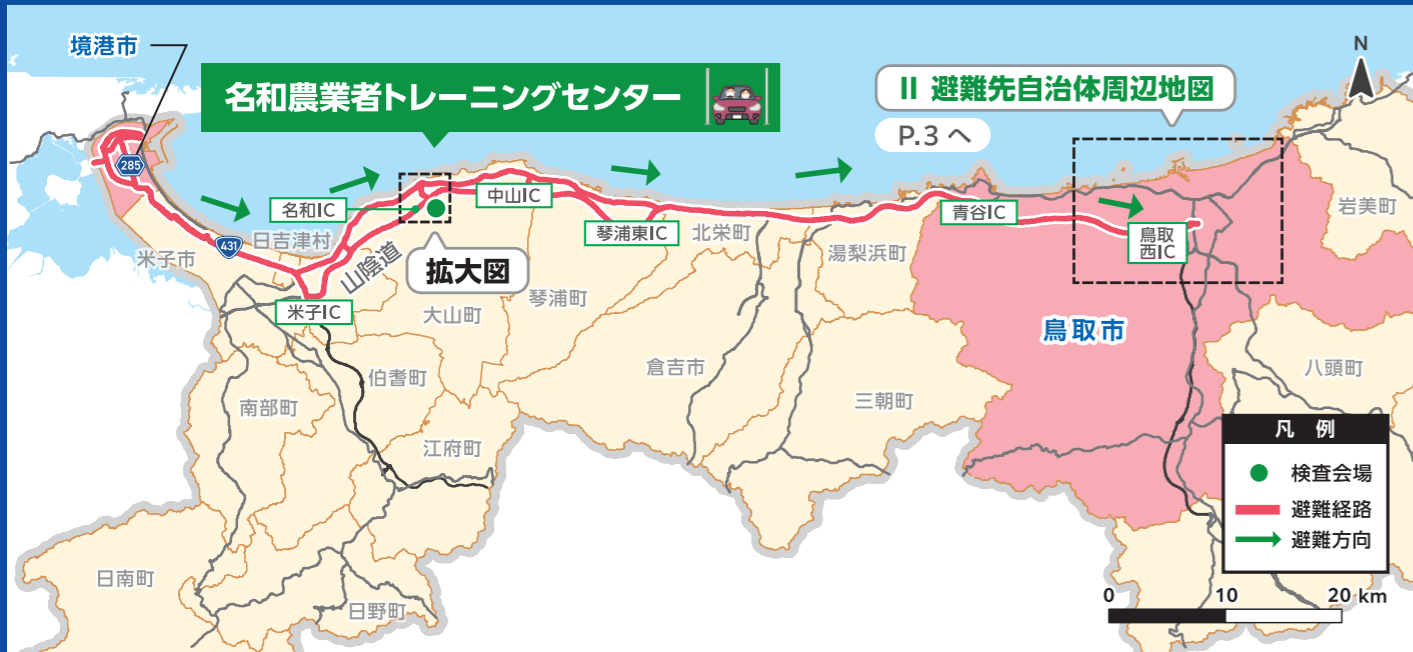 境港市
名和農業者トレーニングセンター
II 避難先自治体周辺地図
P.3 へ
N
285
名和IC
中山IC
琴浦東IC
青谷IC
鳥取
西IC
岩美町
431
日吉津村
米子市
山陰道
拡大図
北栄町
湯梨浜町
米子IC
大山町
琴浦町
鳥取市
伯耆町
倉吉市
三朝町
八頭町
南部町
江府町
日南町
日野町
凡 例
検査会場
避難経路
避難方向
0 10 20 km